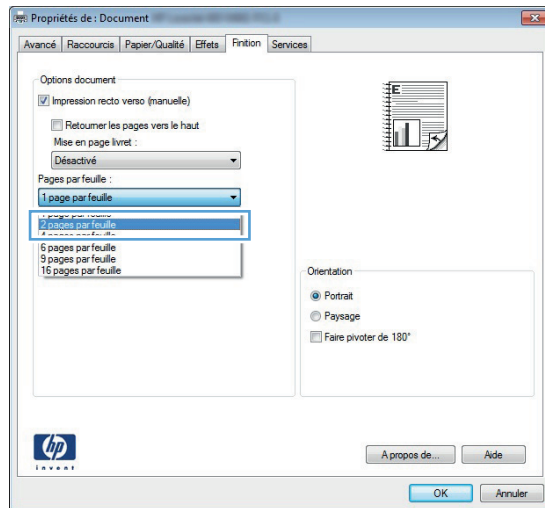 Propriétés de : Document
Avancé Raccourcis Papier/Qualité Effets Finition Services
Options document
Impression recto verso (manuelle)
Retourner les pages vers le haut
Mise en page livret :
Désactivé
Pages par feuille :
1 page par feuille
2 pages par feuille
6 pages par feuille
9 pages par feuille
16 pages par feuille
E
Orientation
Portrait
Paysage
Faire pivoter de 180°
hp
invent
A propos de... Aide
OK Annuler